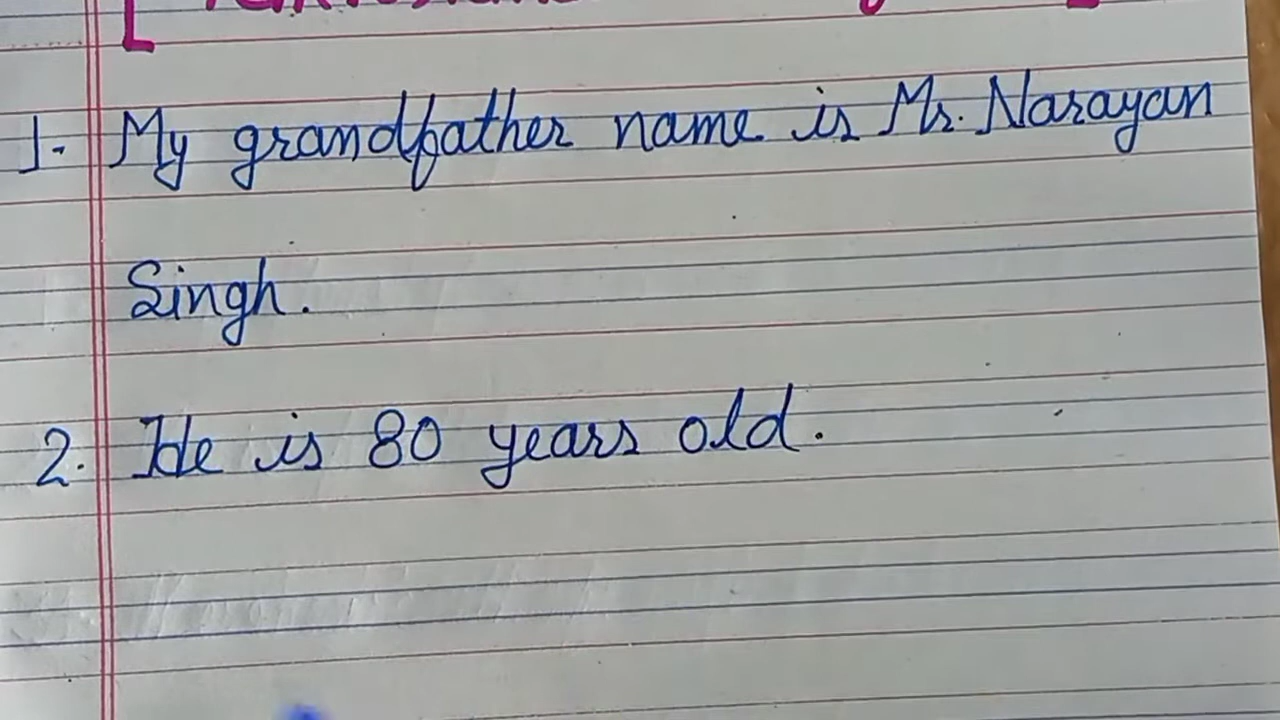 1. My grandfather name is Mr. Narayan
Singh.
2. He is 80 years old.